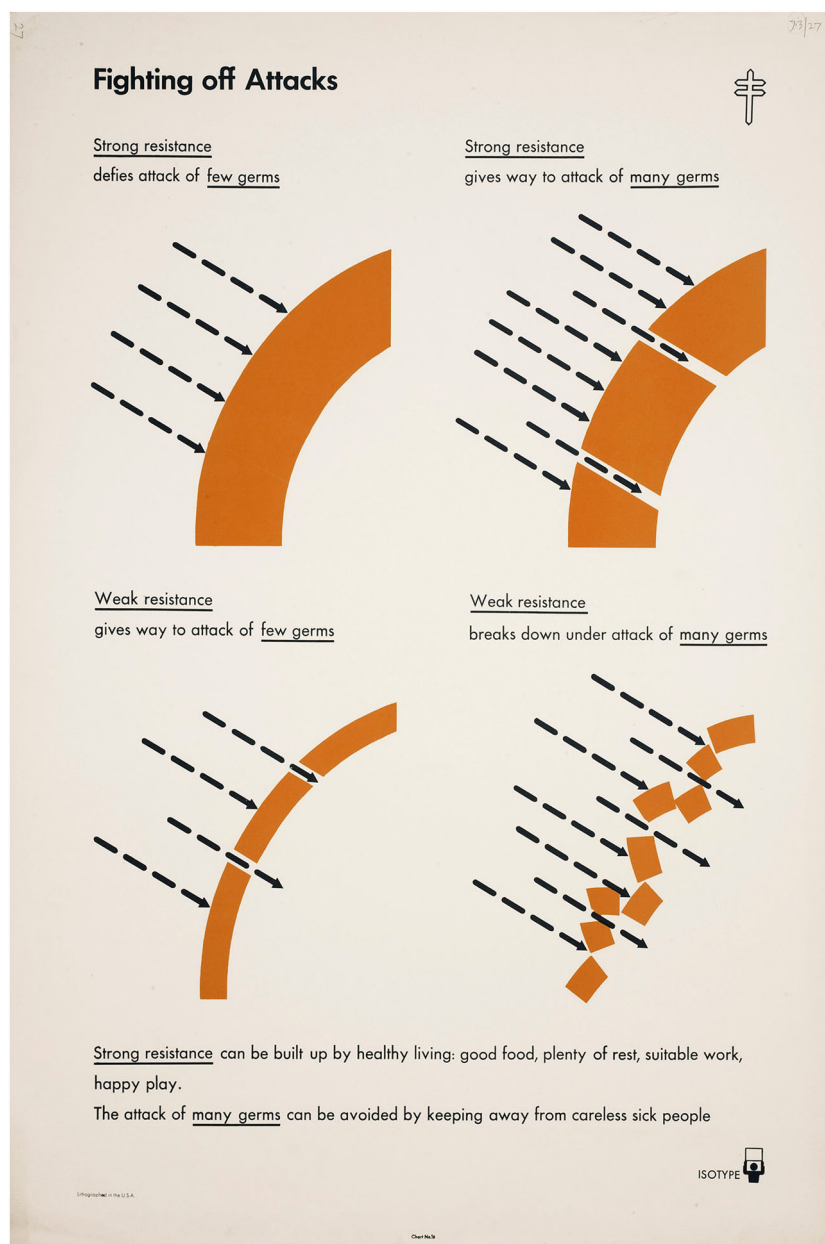 27
Fighting off Attacks
Strong resistance
defies attack of few germs
Strong resistance
gives way to attack of many germs
Weak resistance
gives way to attack of few germs
Weak resistance
breaks down under attack of many germs
Strong resistance can be built up by healthy living: good food, plenty of rest, suitable work,
happy play.
The attack of many germs can be avoided by keeping away from careless sick people
ISOTYPE
Lithographed in the U.S.A.